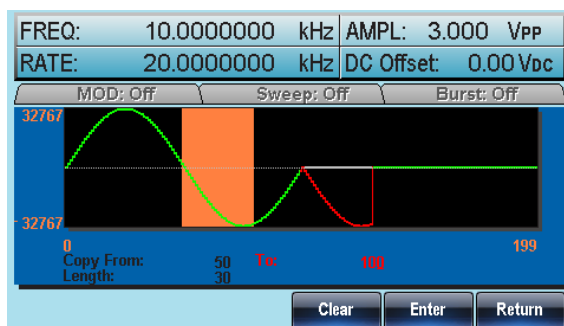 FREQ: 10.0000000 kHz AMPL: 3.000 VPP
RATE: 20.0000000 kHz DC Offset: 0.00 VDC
MOD: Off Sweep: Off Burst: Off
32767
- 32767
0 199
Copy From: 50 To: 100
Length: 30
Clear Enter Return